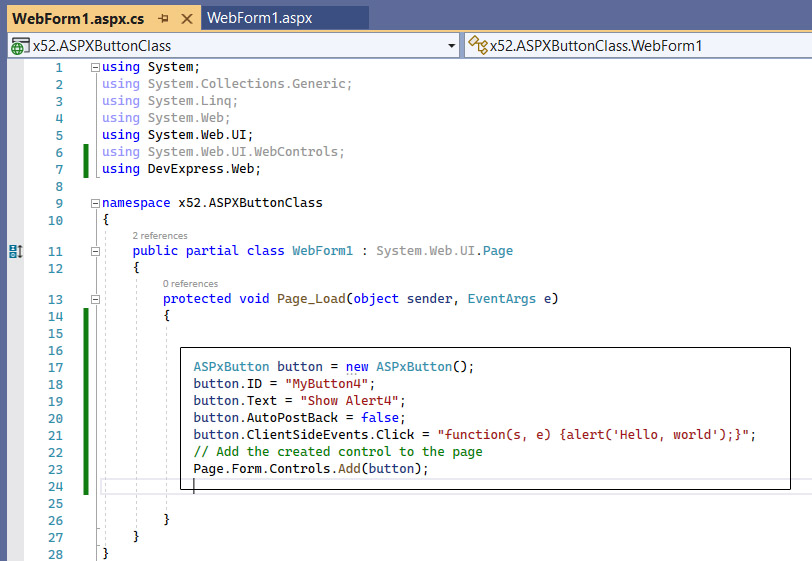 WebForm1.aspx.cs
WebForm1.aspx
x52.ASPXButtonClass
x52.ASPXButtonClass.WebForm1
1 using System;
2 using System.Collections.Generic;
3 using System.Linq;
4 using System.Web;
5 using System.Web.UI;
6 using System.Web.UI.WebControls;
7 using DevExpress.Web;
8
9 namespace x52.ASPXButtonClass
10 {
2 references
11 public partial class WebForm1 : System.Web.UI.Page
12 {
0 references
13 protected void Page_Load(object sender, EventArgs e)
14 {
15
16
17 ASPxButton button = new ASPxButton();
18 button.ID = "MyButton4";
19 button.Text = "Show Alert4";
20 button.AutoPostBack = false;
21 button.ClientSideEvents.Click = "function(s, e) {alert('Hello, world');}";
22 // Add the created control to the page
23 Page.Form.Controls.Add(button);
24
25
26 }
27 }
28 }